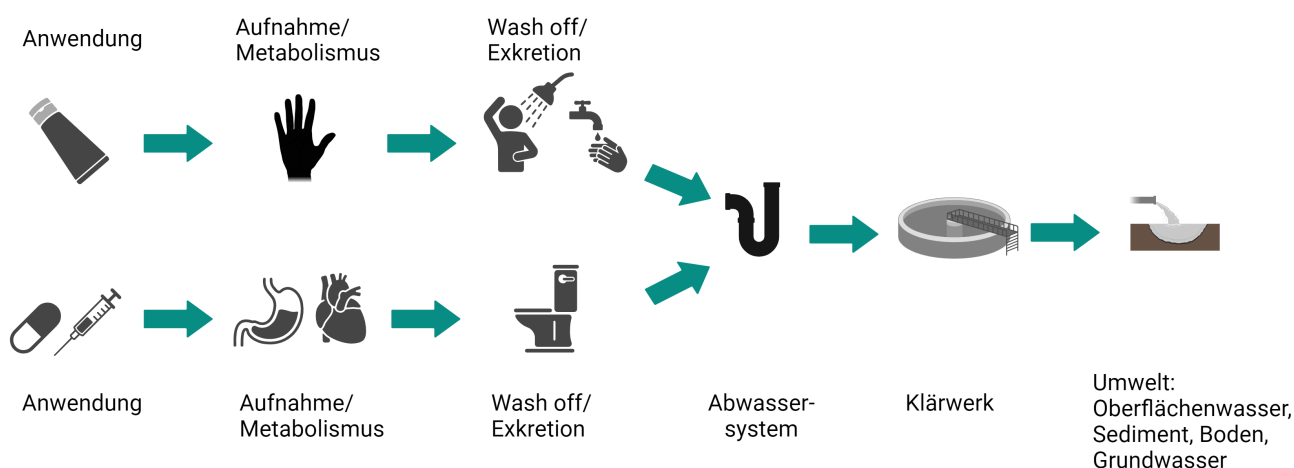 Anwendung
Aufnahme/
Metabolismus
Wash off/
Exkretion
Anwendung
Aufnahme/
Metabolismus
Wash off/
Exkretion
Abwasser-
system
Klärwerk
Umwelt:
Oberflächenwasser,
Sediment, Boden,
Grundwasser